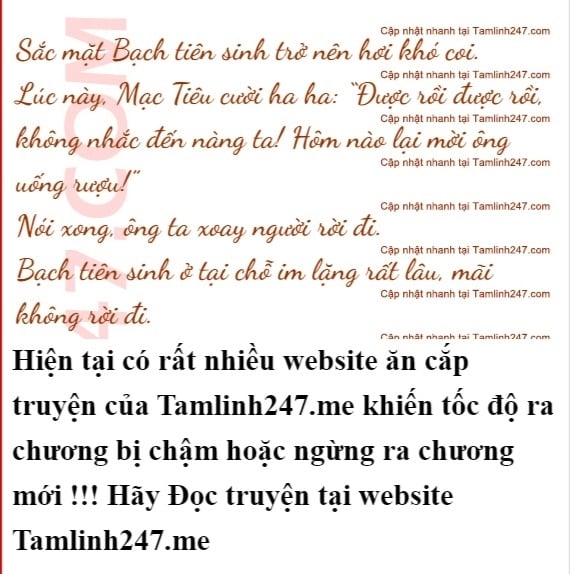 Cập nhật nhanh tại Tamlinh247.com
Sắc mặt Bạch tiên sinh trở nên hơi khó coi.
Cập nhật nhanh tại Tamlinh247.com
Lúc này, Mạc Tiêu cười ha ha: “Được rồi được rồi,
Cập nhật nhanh tại Tamlinh247.com
không nhắc đến nàng ta! Hôm nào lại mời ông
Cập nhật nhanh tại Tamlinh247.com
uống rượu!”
Cập nhật nhanh tại Tamlinh247.com
Nói xong, ông ta xoay người rời đi.
Cập nhật nhanh tại Tamlinh247.com
Bạch tiên sinh ở tại chỗ im lặng rất lâu, mãi
Cập nhật nhanh tại Tamlinh247.com
không rời đi.
Cập nhật nhanh tại Tamlinh247.com
47.COM
Hiện tại có rất nhiều website ăn cắp
truyện của Tamlinh247.me khiến tốc độ ra
chương bị chậm hoặc ngừng ra chương
mới !!! Hãy Đọc truyện tại website
Tamlinh247.me